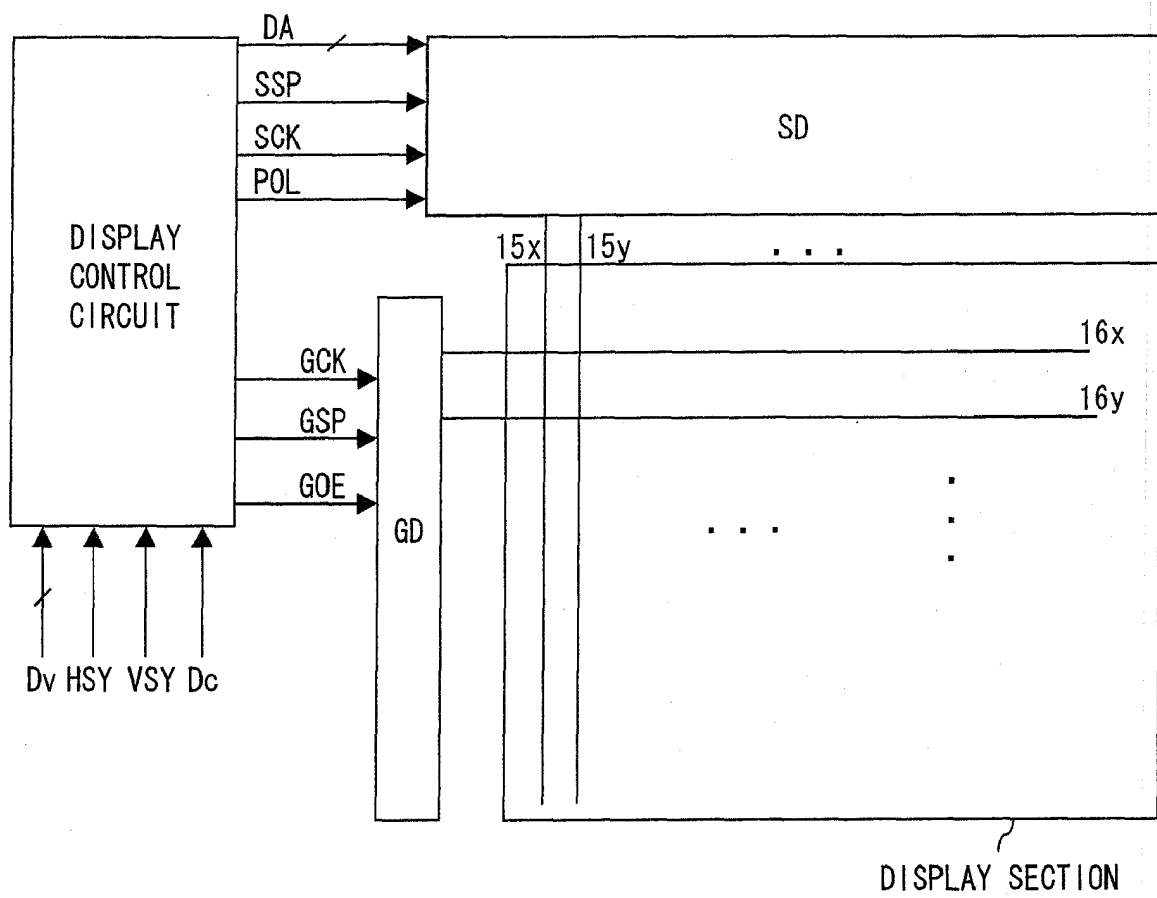 DA
SSP
SCK
POL
SD
DISPLAY
CONTROL
CIRCUIT
15x
15y
. . .
16x
16y
GCK
GSP
GOE
GD
. . .
Dv
HSY
VSY
Dc
DISPLAY SECTION